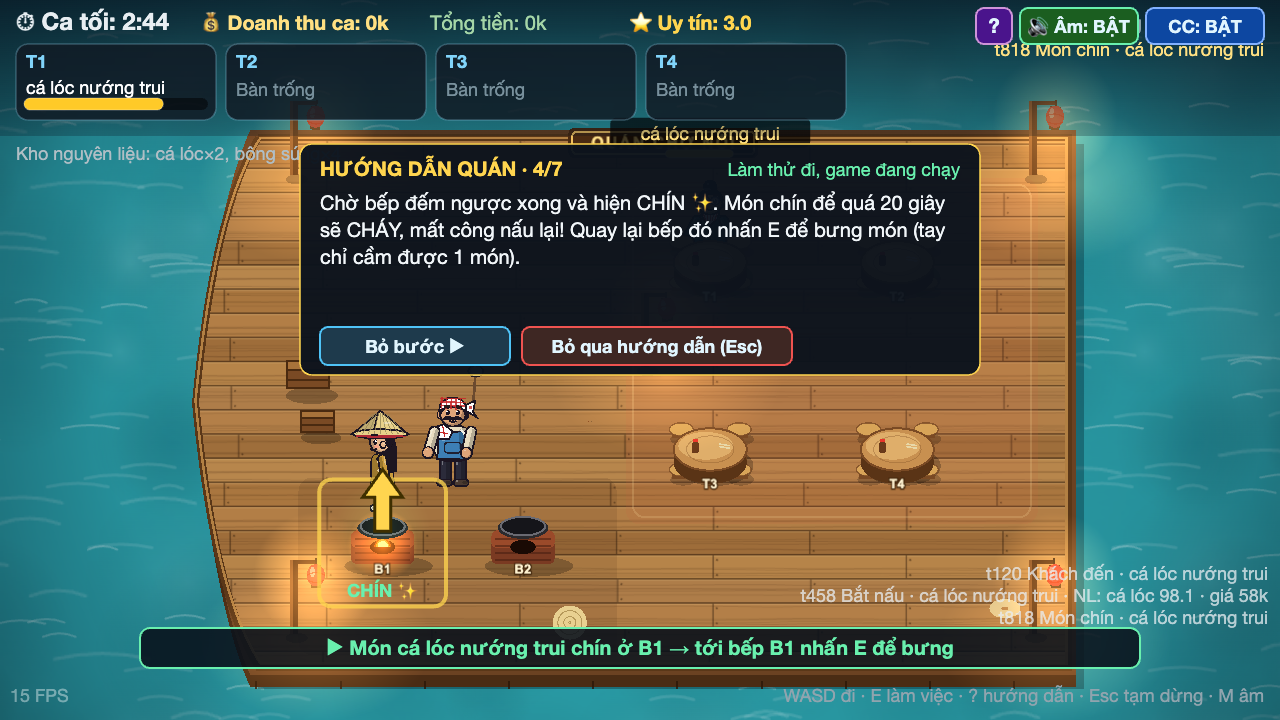 ⏱ Ca tối: 2:44
💰 Doanh thu ca: 0k
Tổng tiền: 0k
⭐ Uy tín: 3.0
?
🔊 Âm: BẬT
CC: BẬT
t818 Món chín · cá lóc nướng trui
T1
cá lóc nướng trui
T2
Bàn trống
T3
Bàn trống
T4
Bàn trống
cá lóc nướng trui
Kho nguyên liệu: cá lóc×2, bông
HƯỚNG DẪN QUÁN · 4/7
Làm thử đi, game đang chạy
Chờ bếp đếm ngược xong và hiện CHÍN ✨. Món chín để quá 20 giây
sẽ CHÁY, mất công nấu lại! Quay lại bếp đó nhấn E để bưng món (tay
chỉ cầm được 1 món).
Bỏ bước ▶
Bỏ qua hướng dẫn (Esc)
T3
T4
B1
B2
CHÍN ✨
t120 Khách đến · cá lóc nướng trui
t458 Bắt nấu · cá lóc nướng trui · NL: cá lóc 98.1 · giá 58k
t818 Món chín · cá lóc nướng trui
▶ Món cá lóc nướng trui chín ở B1 → tới bếp B1 nhấn E để bưng
15 FPS
WASD đi · E làm việc · ? hướng dẫn · Esc tạm dừng · M âm